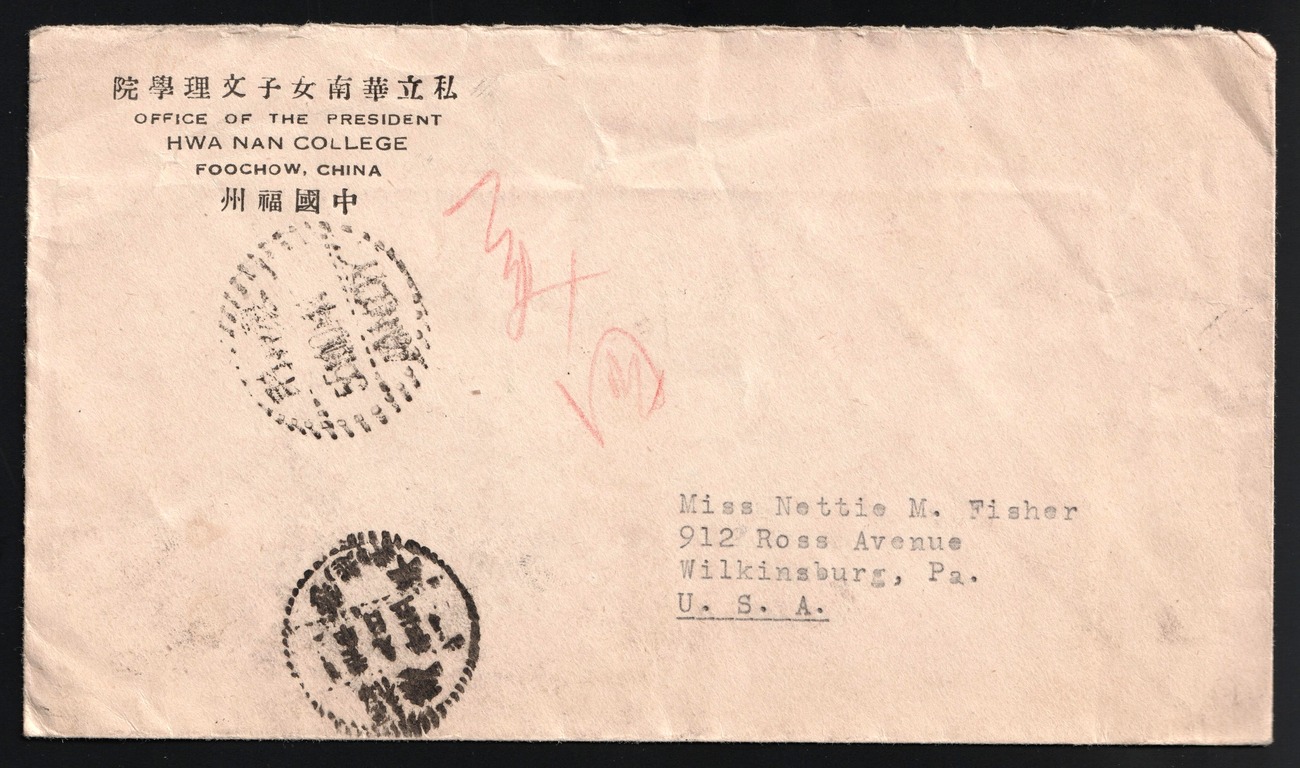 私立華南女子文理學院
OFFICE OF THE PRESIDENT
HWA NAN COLLEGE
FOOCHOW, CHINA
中國福州
Miss Nettie M. Fisher
912 Ross Avenue
Wilkinsburg, Pa.
U. S. A.